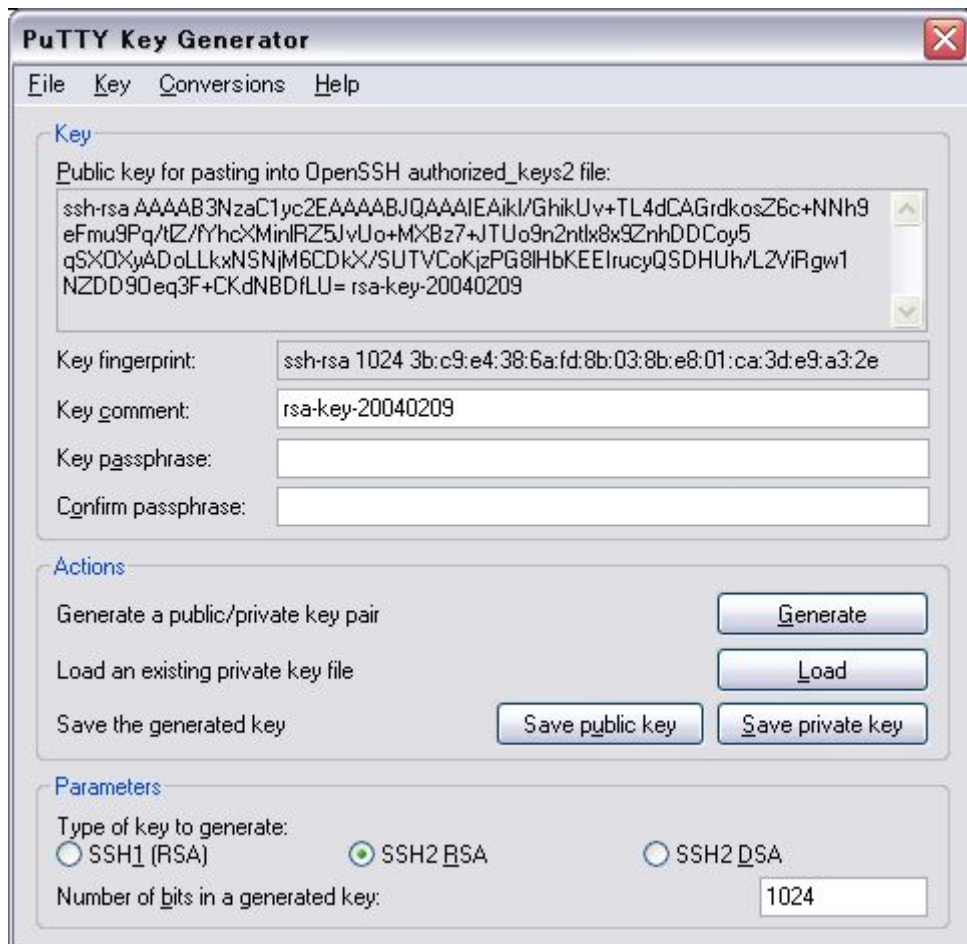 PuTTY Key Generator
File Key Conversions Help
Key
Public key for pasting into OpenSSH authorized_keys2 file:
ssh-rsa AAAAB3NzaC1yc2EAAAABJQAAAIEAikI/GhikUv+TL4dCAGrdkosZ6c+NNh9
eFmu9Pq/tlZ/fYhcXMinIRZ5JvUo+MXBz7+JTUo9n2ntlx8x9ZnhDDCoy5
qSXOXyADoLLkxNSNjM6CDkX/SUTVCoKjzPG8lHbKEEIrucyQSDHUh/L2ViRgw1
NZDD9Oeq3F+CKdNBDfLU= rsa-key-20040209
Key fingerprint: ssh-rsa 1024 3b:c9:e4:38:6a:fd:8b:03:8b:e8:01:ca:3d:e9:a3:2e
Key comment: rsa-key-20040209
Key passphrase:
Confirm passphrase:
Actions
Generate a public/private key pair Generate
Load an existing private key file Load
Save the generated key Save public key Save private key
Parameters
Type of key to generate:
SSH1 (RSA) SSH2 RSA SSH2 DSA
Number of bits in a generated key: 1024